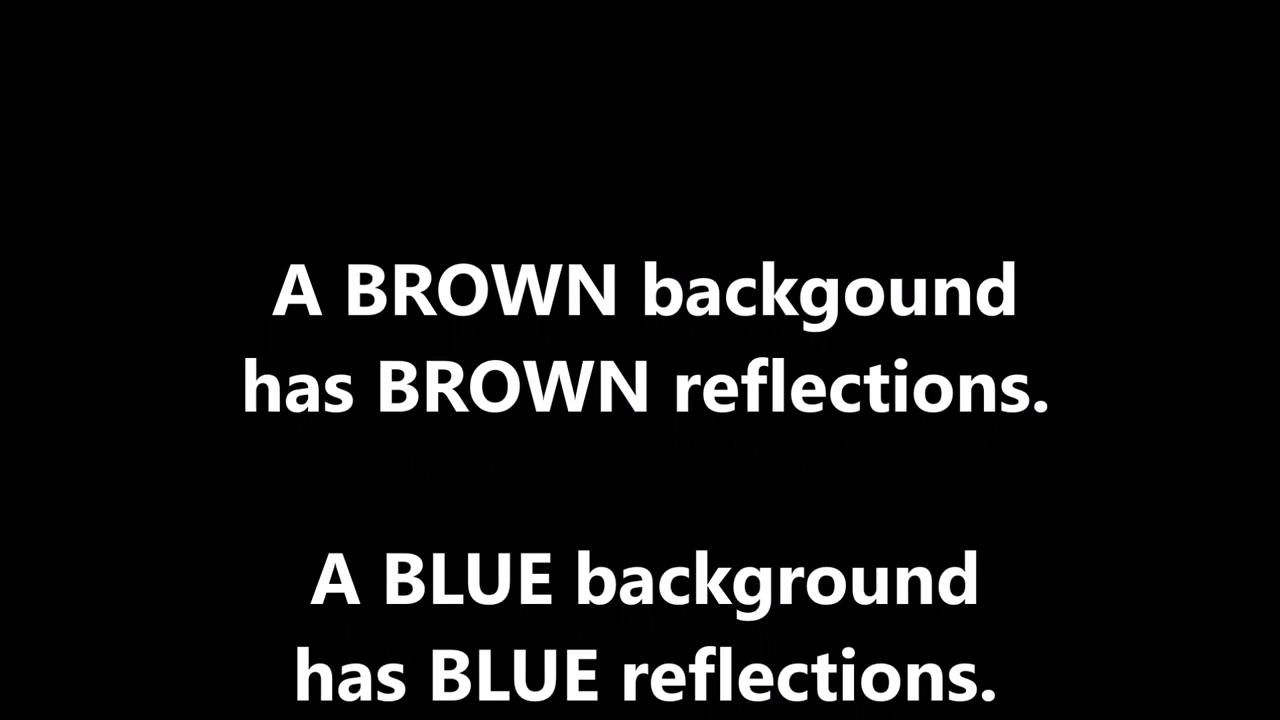 A BROWN backgound
has BROWN reflections.
A BLUE background
has BLUE reflections.